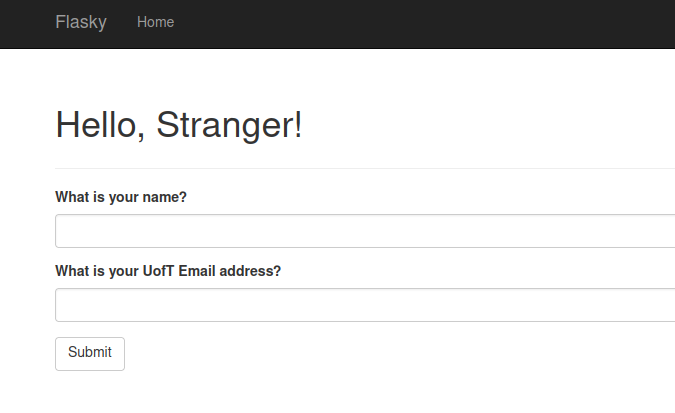 Flasky Home
Hello, Stranger!
What is your name?
What is your UofT Email address?
Submit